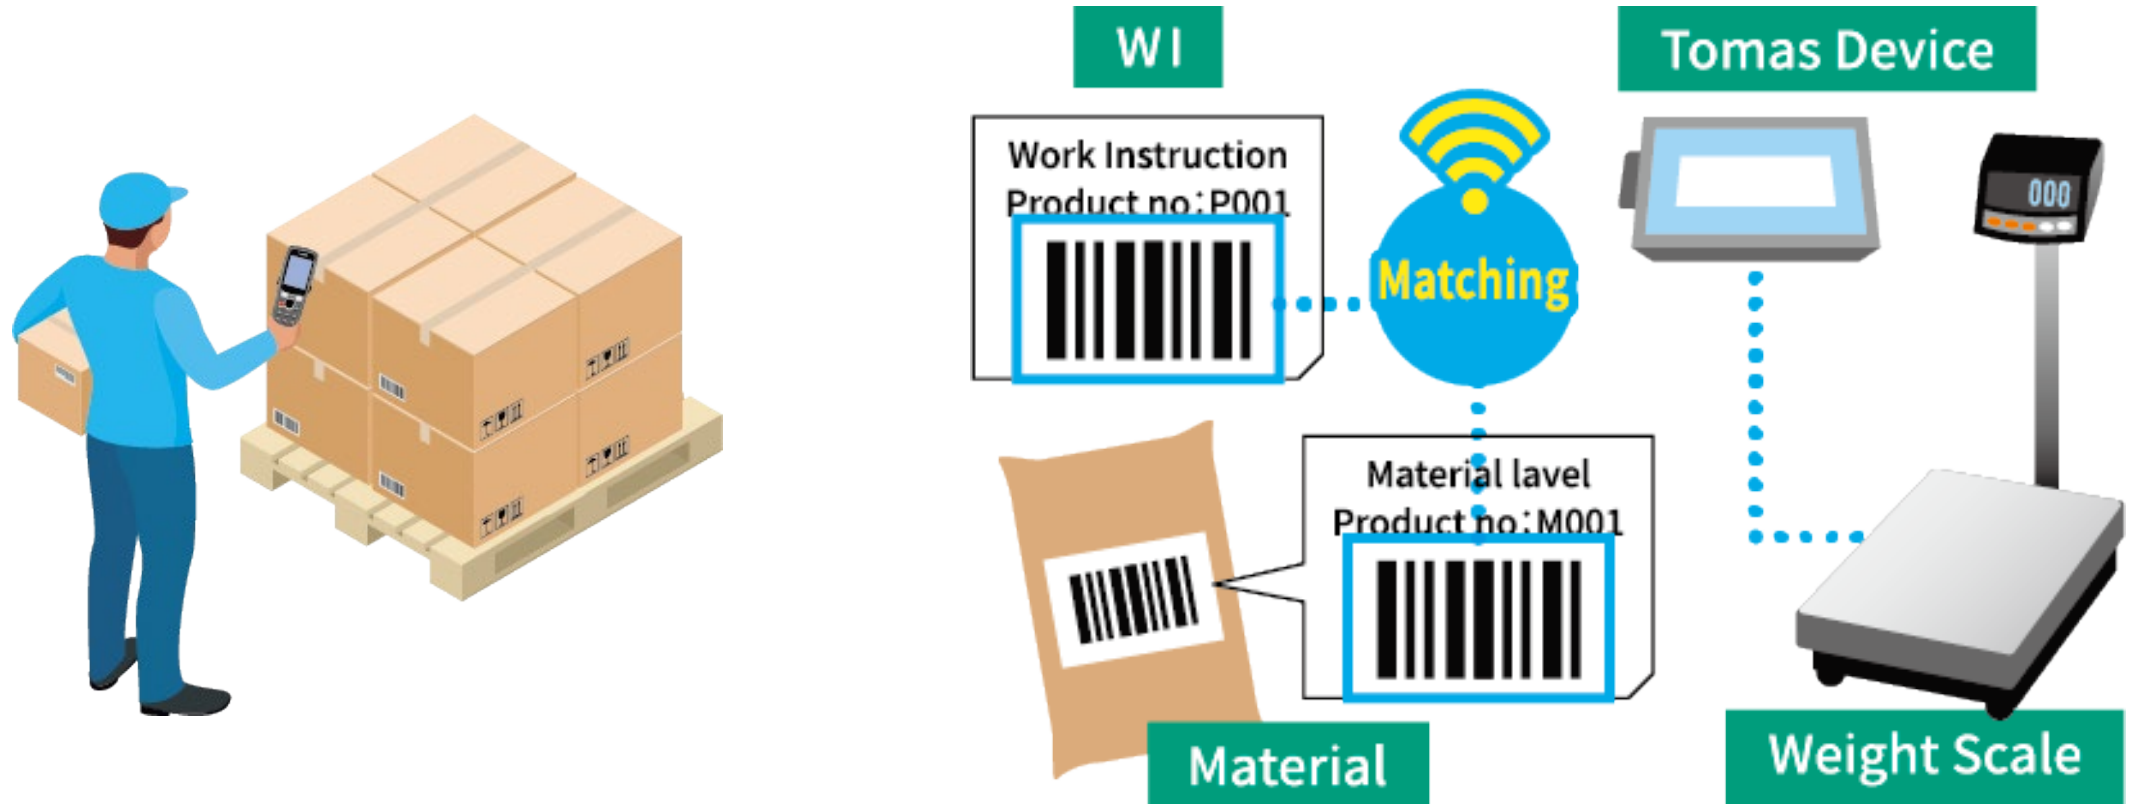 WI
Tomas Device
Work Instruction
Product no:P001
Matching
000
Material lavel
Product no:M001
Material
Weight Scale